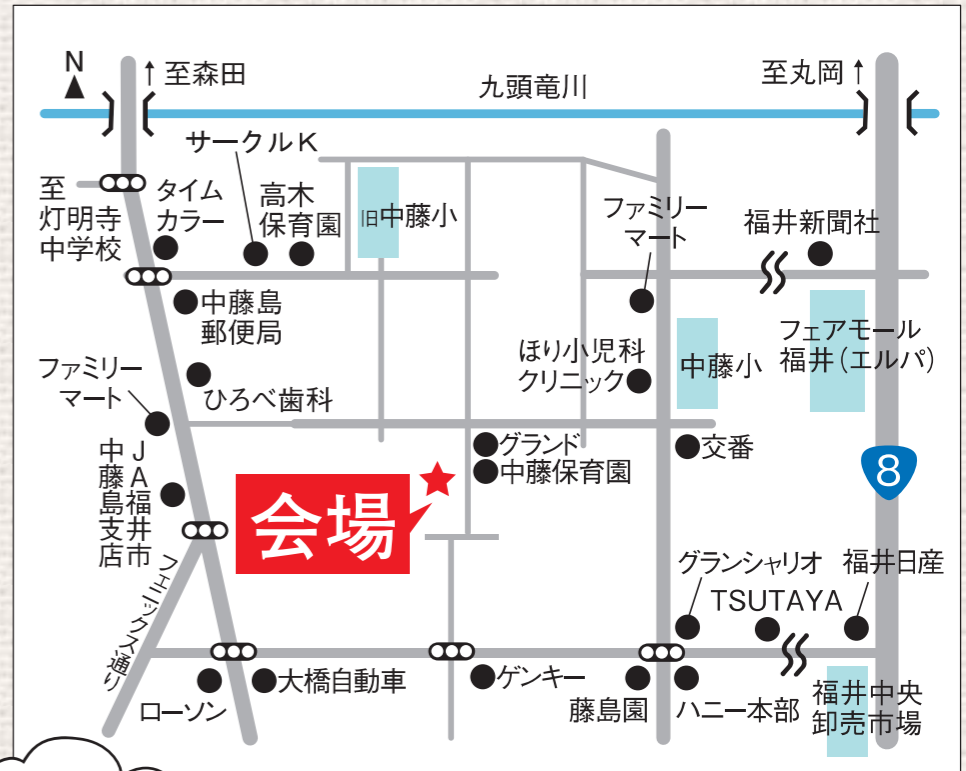 N
↑至森田
九頭竜川
至丸岡↑
サークルK
至
灯明寺
中学校
タイム
カラー
高木
保育園
旧中藤小
ファミリー
マート
福井新聞社
中藤島
郵便局
ほり小児科
クリニック
中藤小
フェアモール
福井(エルパ)
ファミリー
マート
ひろべ歯科
グランド
中藤保育園
交番
8
JA福井市
中藤島支店
会場
フェニックス通り
グランシャリオ
福井日産
TSUTAYA
ローソン
大橋自動車
ゲンキー
藤島園
ハニー本部
福井中央
卸売市場